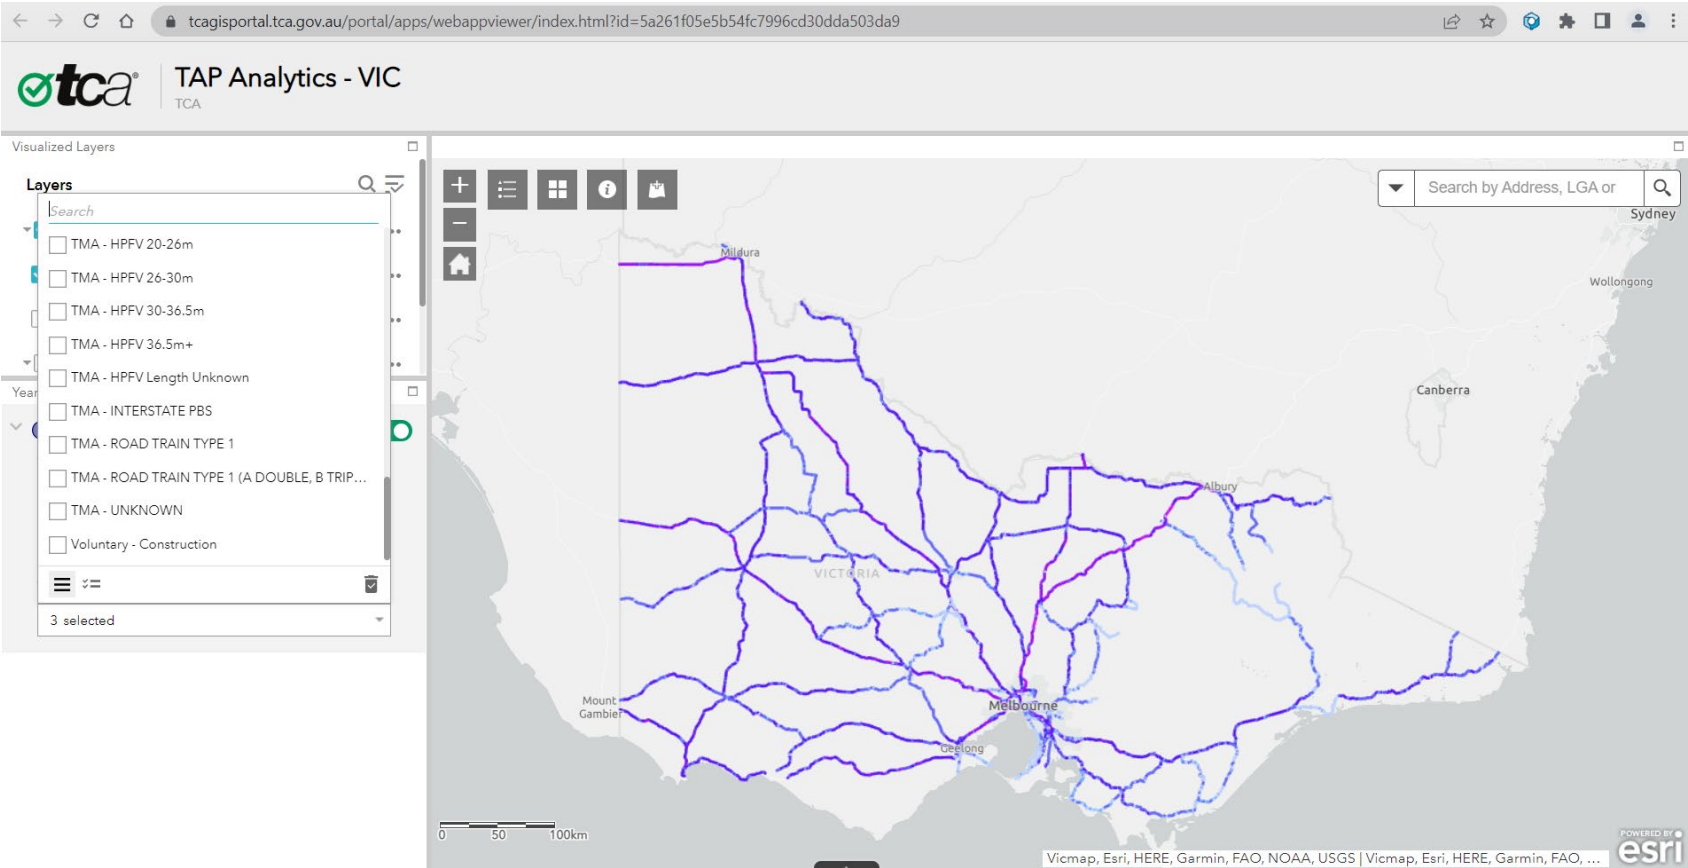 tcagisportal.tca.gov.au/portal/apps/webappviewer/index.html?id=5a261f05e5b54fc7996cd30dda503da9
tca
TAP Analytics - VIC
TCA
Visualized Layers
Layers
Search
TMA - HPFV 20-26m
TMA - HPFV 26-30m
TMA - HPFV 30-36.5m
TMA - HPFV 36.5m+
TMA - HPFV Length Unknown
Year
TMA - INTERSTATE PBS
TMA - ROAD TRAIN TYPE 1
TMA - ROAD TRAIN TYPE 1 (A DOUBLE, B TRIP...
TMA - UNKNOWN
Voluntary - Construction
3 selected
Search by Address, LGA or
Sydney
Mildura
Wollongong
Canberra
Albury
VICTORIA
Mount
Gambier
Melbourne
Geelong
0 50 100km
Vicmap, Esri, HERE, Garmin, FAO, NOAA, USGS | Vicmap, Esri, HERE, Garmin, FAO, ...
POWERED BY
esri